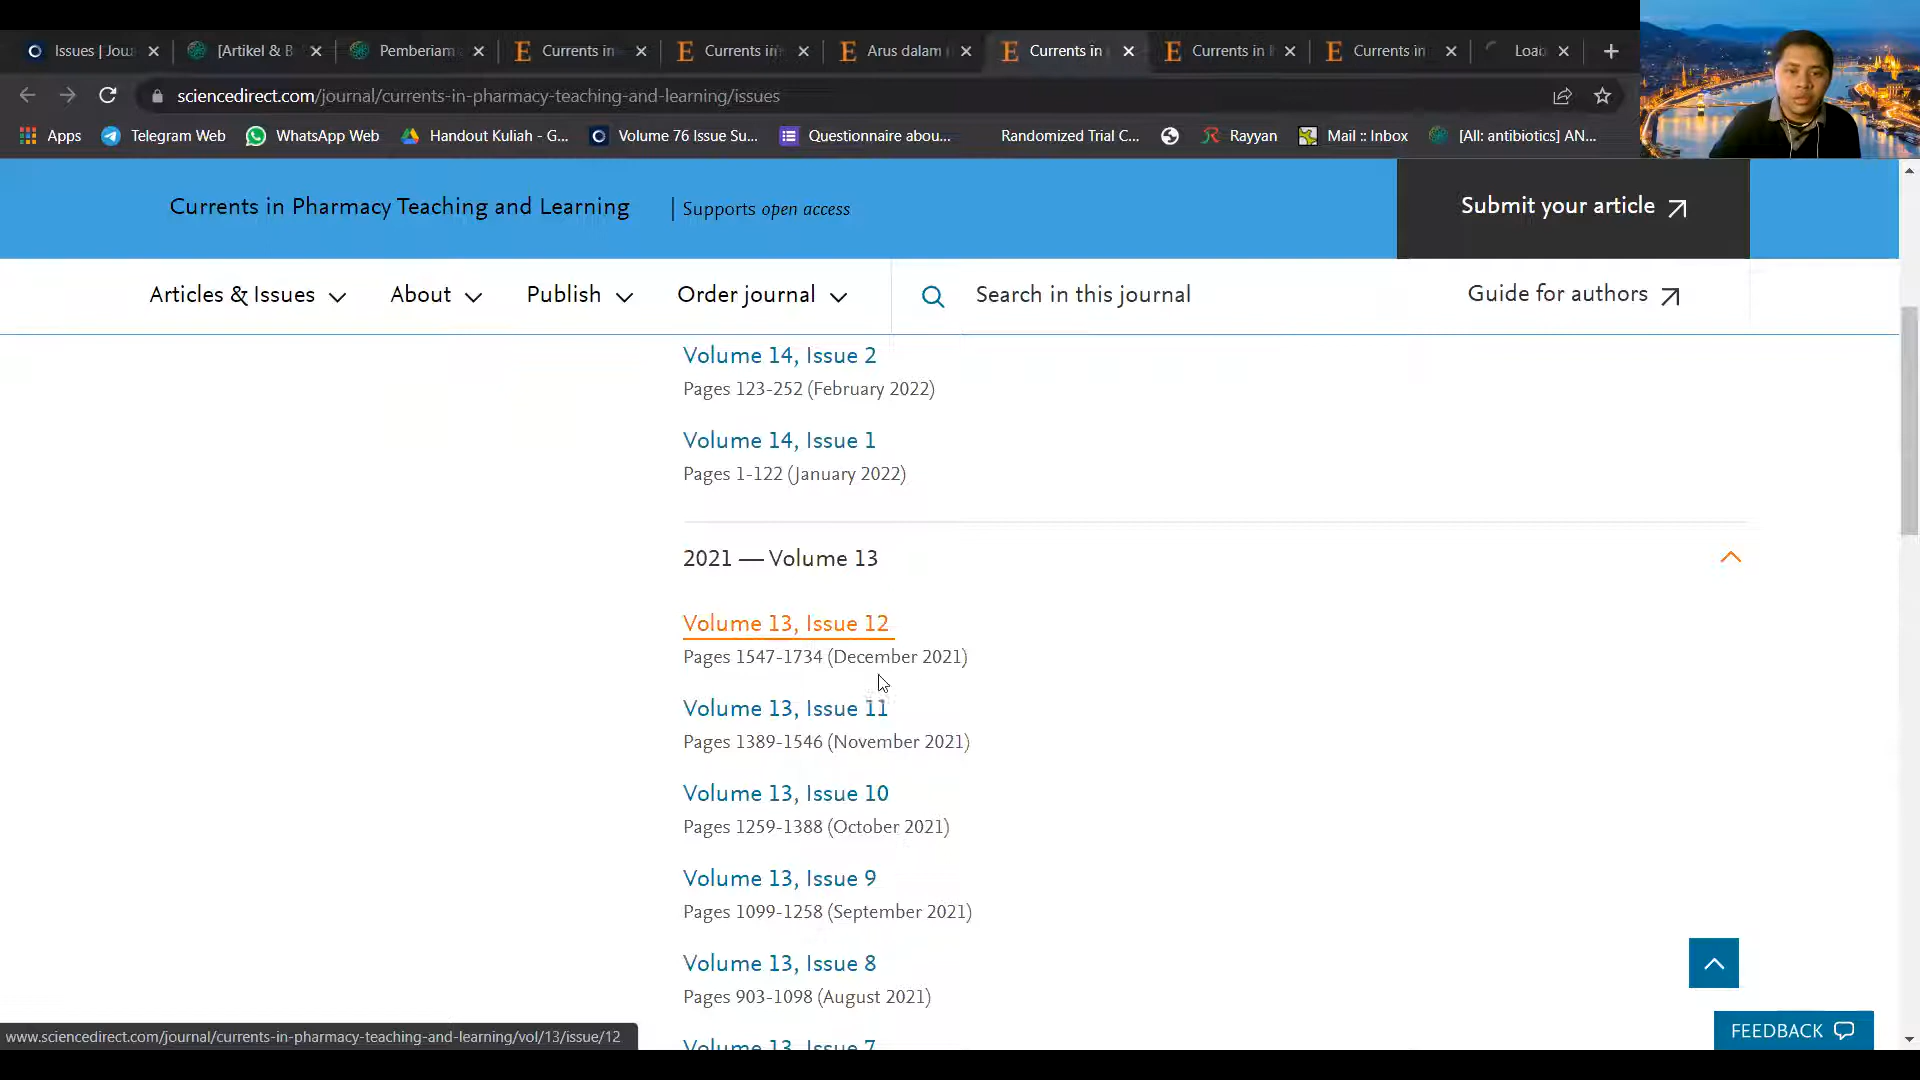 Issues | Jou
[Artikel & B
Pemberiam
Currents in
Currents in
Arus dalam
Currents in
Currents in
Currents in
Loa
sciencedirect.com/journal/currents-in-pharmacy-teaching-and-learning/issues
Apps
Telegram Web
WhatsApp Web
Handout Kuliah - G...
Volume 76 Issue Su...
Questionnaire abou...
Randomized Trial C...
Rayyan
Mail :: Inbox
[All: antibiotics] AN...
Currents in Pharmacy Teaching and Learning
Supports open access
Submit your article
Articles & Issues
About
Publish
Order journal
Search in this journal
Guide for authors
Volume 14, Issue 2
Pages 123-252 (February 2022)
Volume 14, Issue 1
Pages 1-122 (January 2022)
2021 — Volume 13
Volume 13, Issue 12
Pages 1547-1734 (December 2021)
Volume 13, Issue 11
Pages 1389-1546 (November 2021)
Volume 13, Issue 10
Pages 1259-1388 (October 2021)
Volume 13, Issue 9
Pages 1099-1258 (September 2021)
Volume 13, Issue 8
Pages 903-1098 (August 2021)
Volume 13, Issue 7
FEEDBACK
www.sciencedirect.com/journal/currents-in-pharmacy-teaching-and-learning/vol/13/issue/12